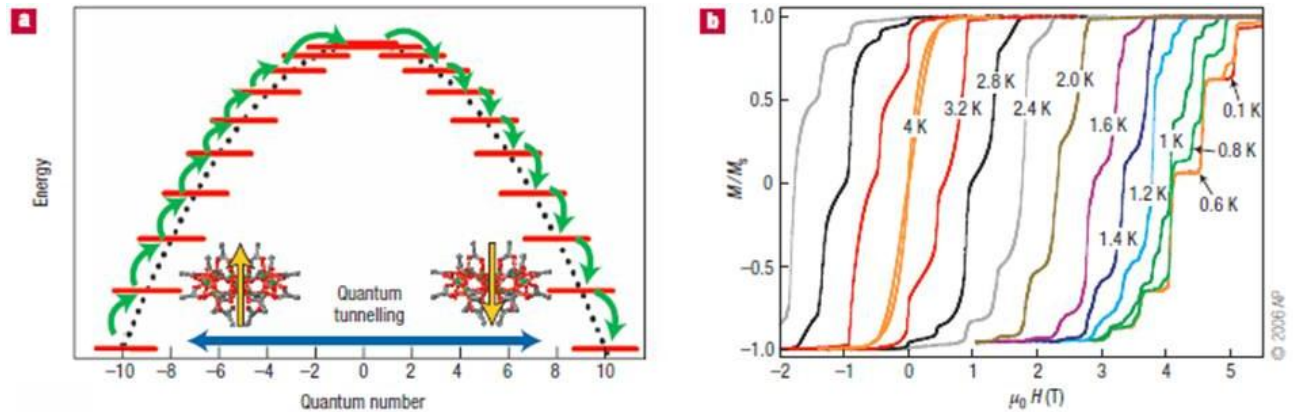 a
Energy
Quantum
tunnelling
−10 −8 −6 −4 −2 0 2 4 6 8 10
Quantum number
b
M/Ms
1.0
0.5
0
−0.5
−1.0
4 K
3.2 K
2.8 K
2.4 K
2.0 K
1.6 K
1.4 K
1.2 K
1 K
0.1 K
0.8 K
0.6 K
−2 −1 0 1 2 3 4 5
μ0 H (T)
© 2006 AP